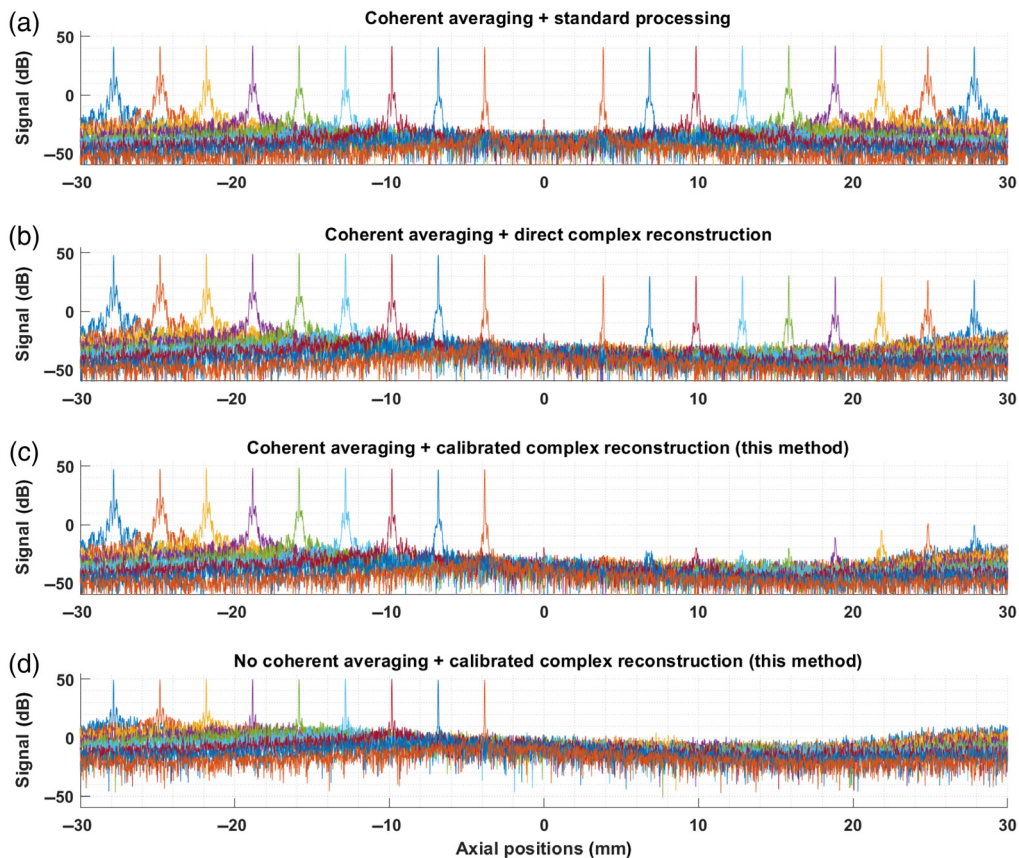 (a)
Coherent averaging + standard processing
Signal (dB)
50
0
–50
–30 –20 –10 0 10 20 30
(b)
Coherent averaging + direct complex reconstruction
Signal (dB)
50
0
–50
–30 –20 –10 0 10 20 30
(c)
Coherent averaging + calibrated complex reconstruction (this method)
Signal (dB)
50
0
–50
–30 –20 –10 0 10 20 30
(d)
No coherent averaging + calibrated complex reconstruction (this method)
Signal (dB)
50
0
–50
–30 –20 –10 0 10 20 30
Axial positions (mm)